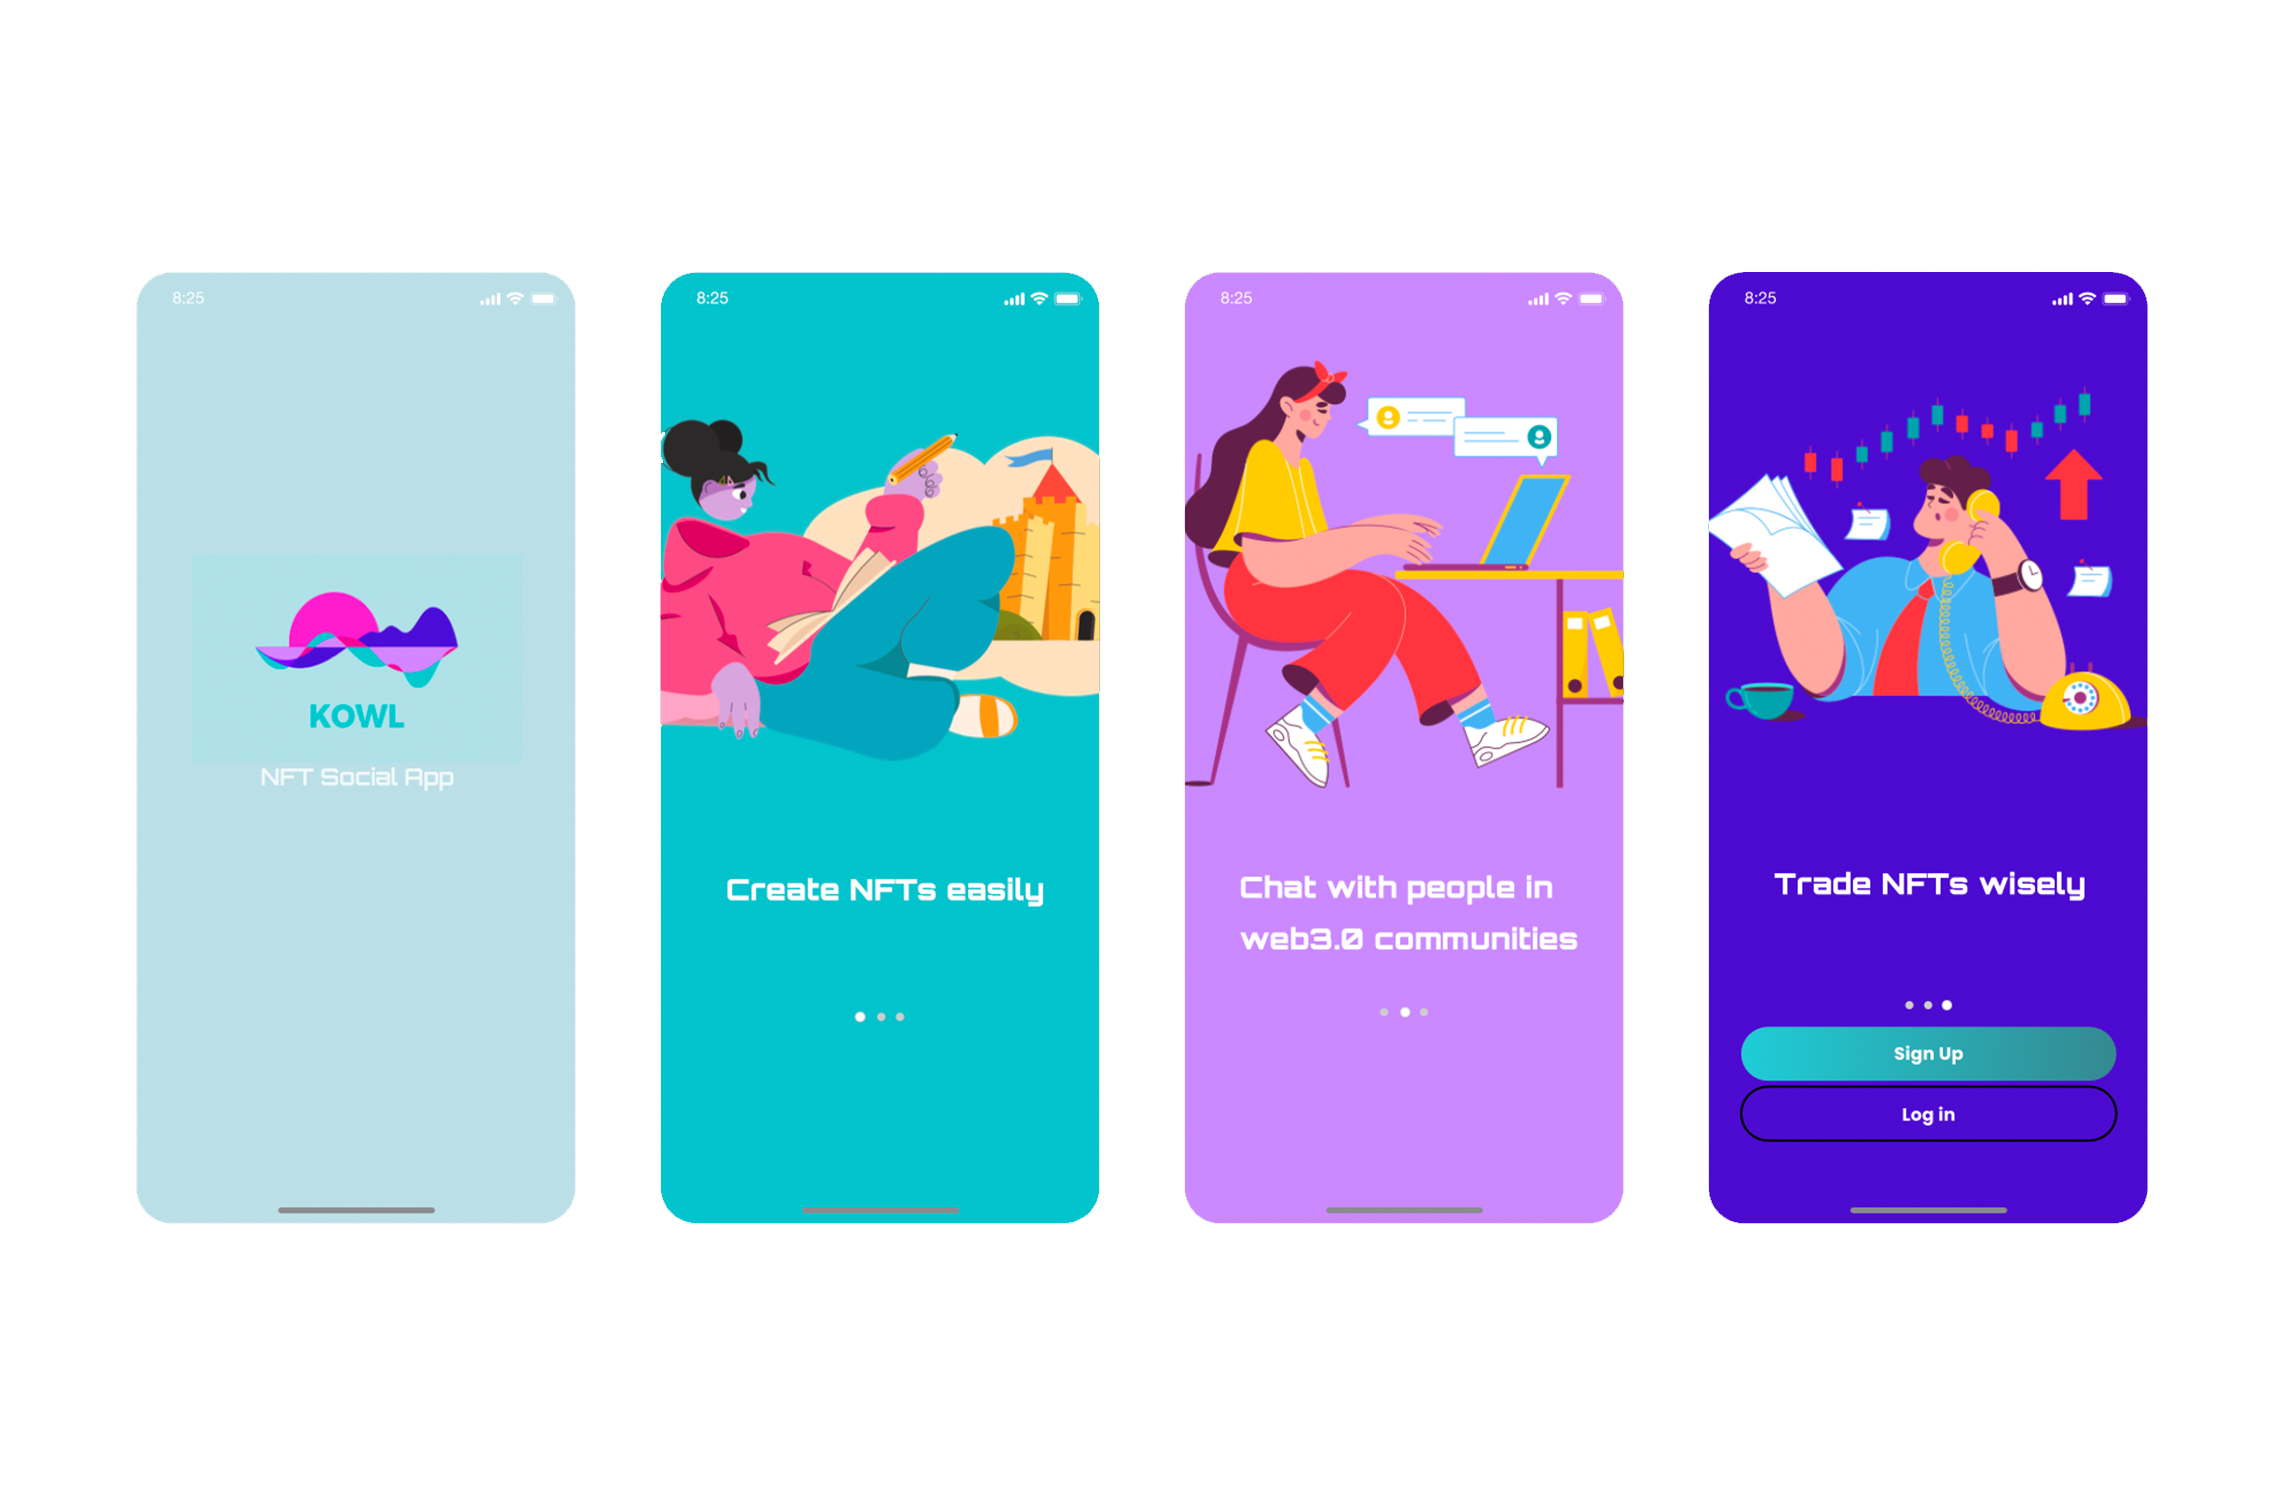 8:25
KOWL
NFT Social App
8:25
Create NFTs easily
8:25
Chat with people in
web3.0 communities
8:25
Trade NFTs wisely
Sign Up
Log in